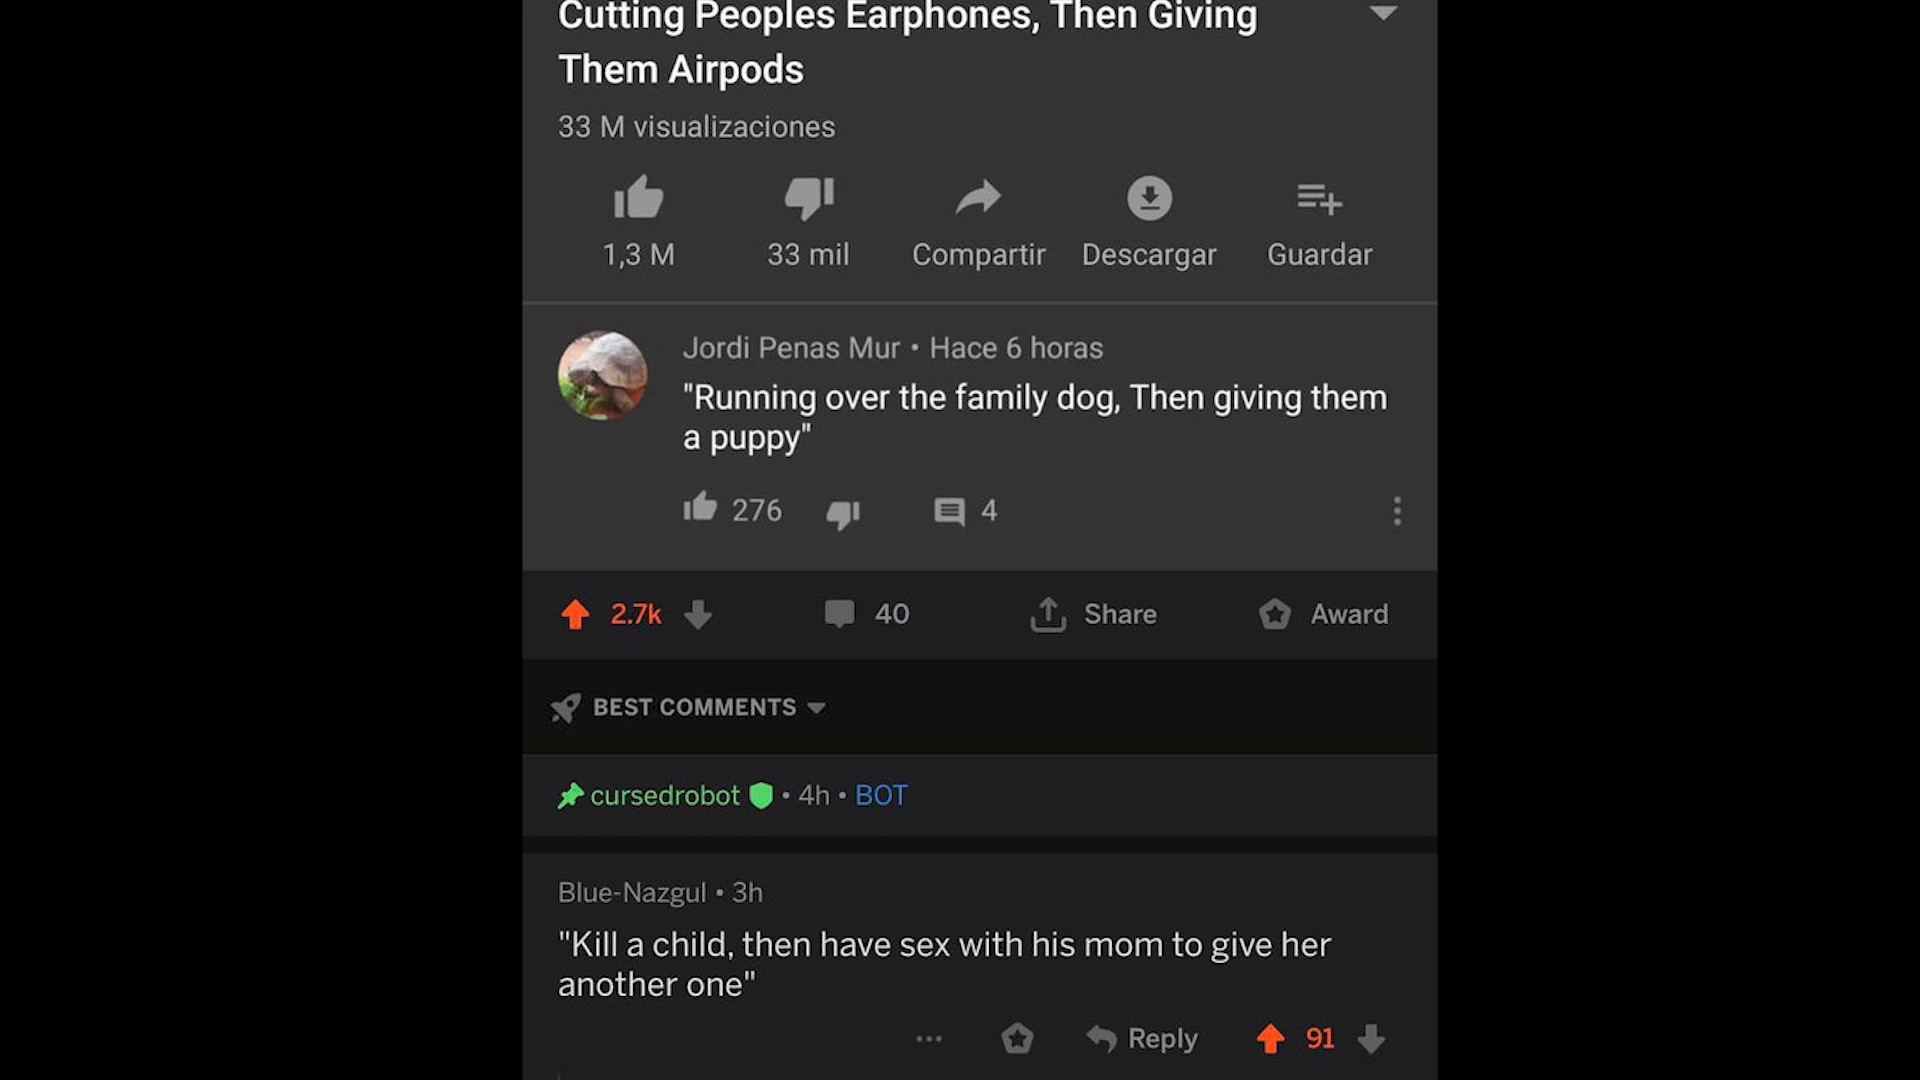 Cutting Peoples Earphones, Then Giving
Them Airpods
33 M visualizaciones
1,3 M 33 mil Compartir Descargar Guardar
Jordi Penas Mur • Hace 6 horas
"Running over the family dog, Then giving them
a puppy"
276 4
2.7k 40 Share Award
BEST COMMENTS
cursedrobot • 4h • BOT
Blue-Nazgul • 3h
"Kill a child, then have sex with his mom to give her
another one"
Reply 91